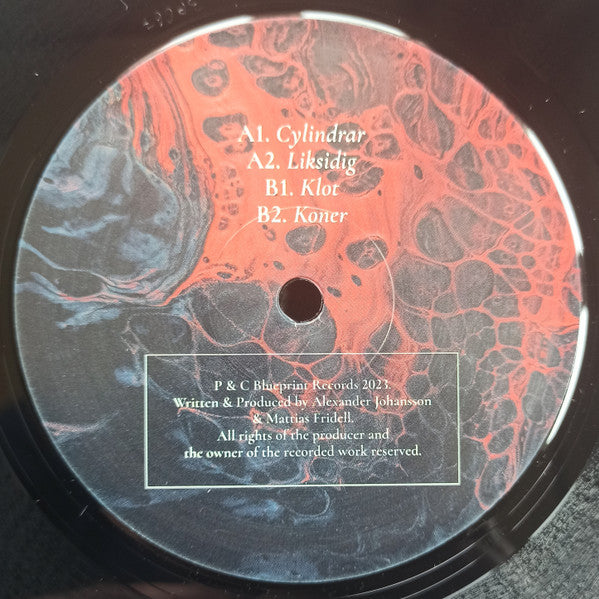 A1. Cylindrar
A2. Liksidig
B1. Klot
B2. Koner
P & C Blueprint Records 2023.
Written & Produced by Alexander Johansson
& Mattias Fridell.
All rights of the producer and
the owner of the recorded work reserved.